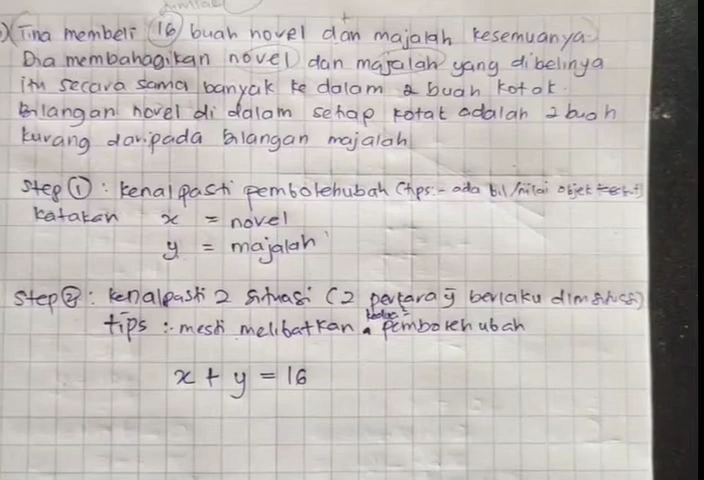 jumlah
Tina membeli 16 buah novel dan majalah kesemuanya.
Dia membahagikan novel dan majalah yang dibelinya
itu secara sama banyak ke dalam 2 buah kotak.
Bilangan novel di dalam setiap kotak adalah 2 buah
kurang daripada bilangan majalah
Step ①: kenalpasti pembolehubah (tips:- ada bil/nilai objek
katakan x = novel
y = majalah
Step ②: kenalpasti 2 situasi (2 perkara yg berlaku
tips :- mesti melibatkan kedua² pembolehubah
x + y = 16